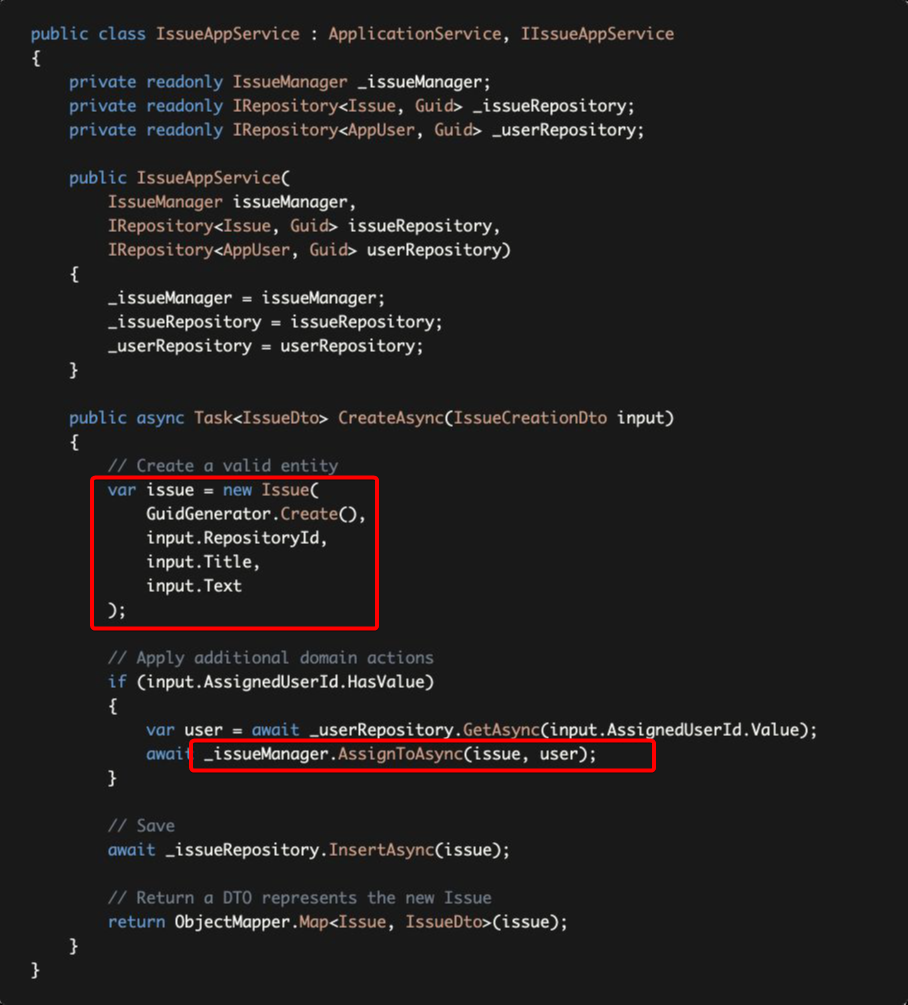 public class IssueAppService : ApplicationService, IIssueAppService
{
    private readonly IssueManager _issueManager;
    private readonly IRepository<Issue, Guid> _issueRepository;
    private readonly IRepository<AppUser, Guid> _userRepository;

    public IssueAppService(
        IssueManager issueManager,
        IRepository<Issue, Guid> issueRepository,
        IRepository<AppUser, Guid> userRepository)
    {
        _issueManager = issueManager;
        _issueRepository = issueRepository;
        _userRepository = userRepository;
    }

    public async Task<IssueDto> CreateAsync(IssueCreationDto input)
    {
        // Create a valid entity
        var issue = new Issue(
            GuidGenerator.Create(),
            input.RepositoryId,
            input.Title,
            input.Text
        );

        // Apply additional domain actions
        if (input.AssignedUserId.HasValue)
        {
            var user = await _userRepository.GetAsync(input.AssignedUserId.Value);
            await _issueManager.AssignToAsync(issue, user);
        }

        // Save
        await _issueRepository.InsertAsync(issue);

        // Return a DTO represents the new Issue
        return ObjectMapper.Map<Issue, IssueDto>(issue);
    }
}